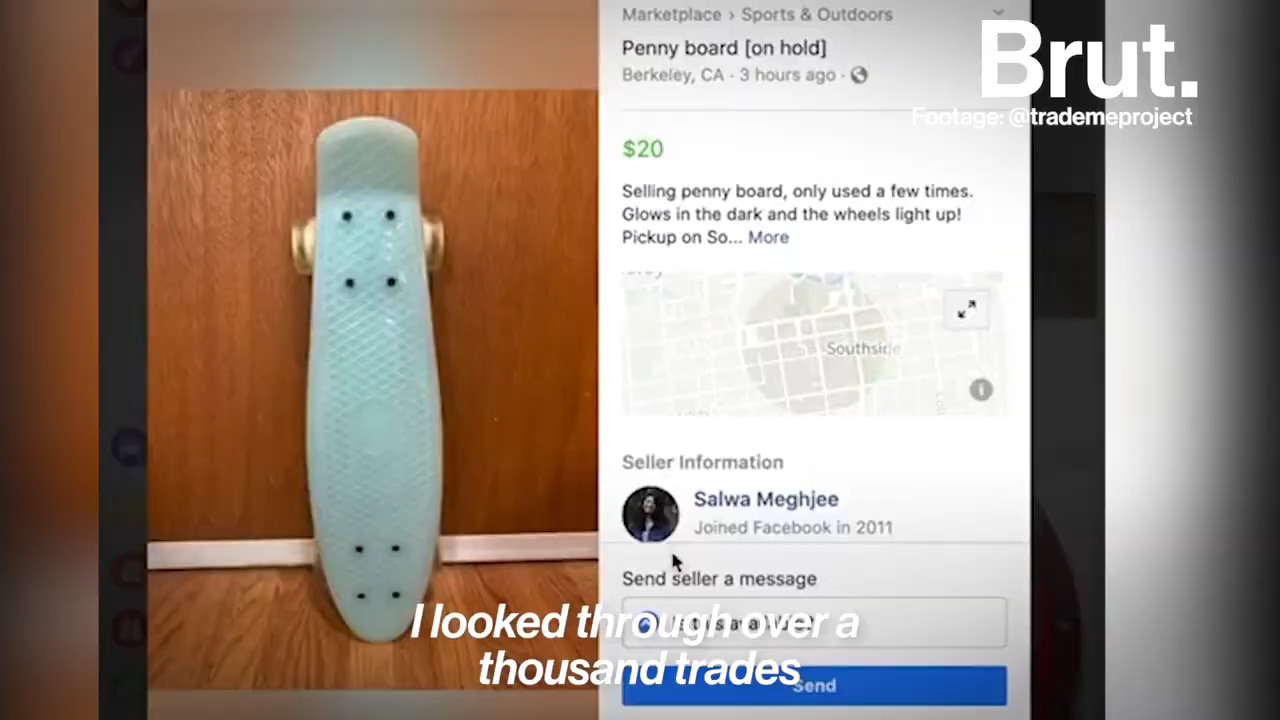 Marketplace › Sports & Outdoors
Penny board [on hold]
Berkeley, CA · 3 hours ago ·
Brut.
Footage: @trademeproject
$20
Selling penny board, only used a few times.
Glows in the dark and the wheels light up!
Pickup on So... More
Southside
Seller Information
Salwa Meghjee
Joined Facebook in 2011
Send seller a message
I looked through over a
thousand trades
Send